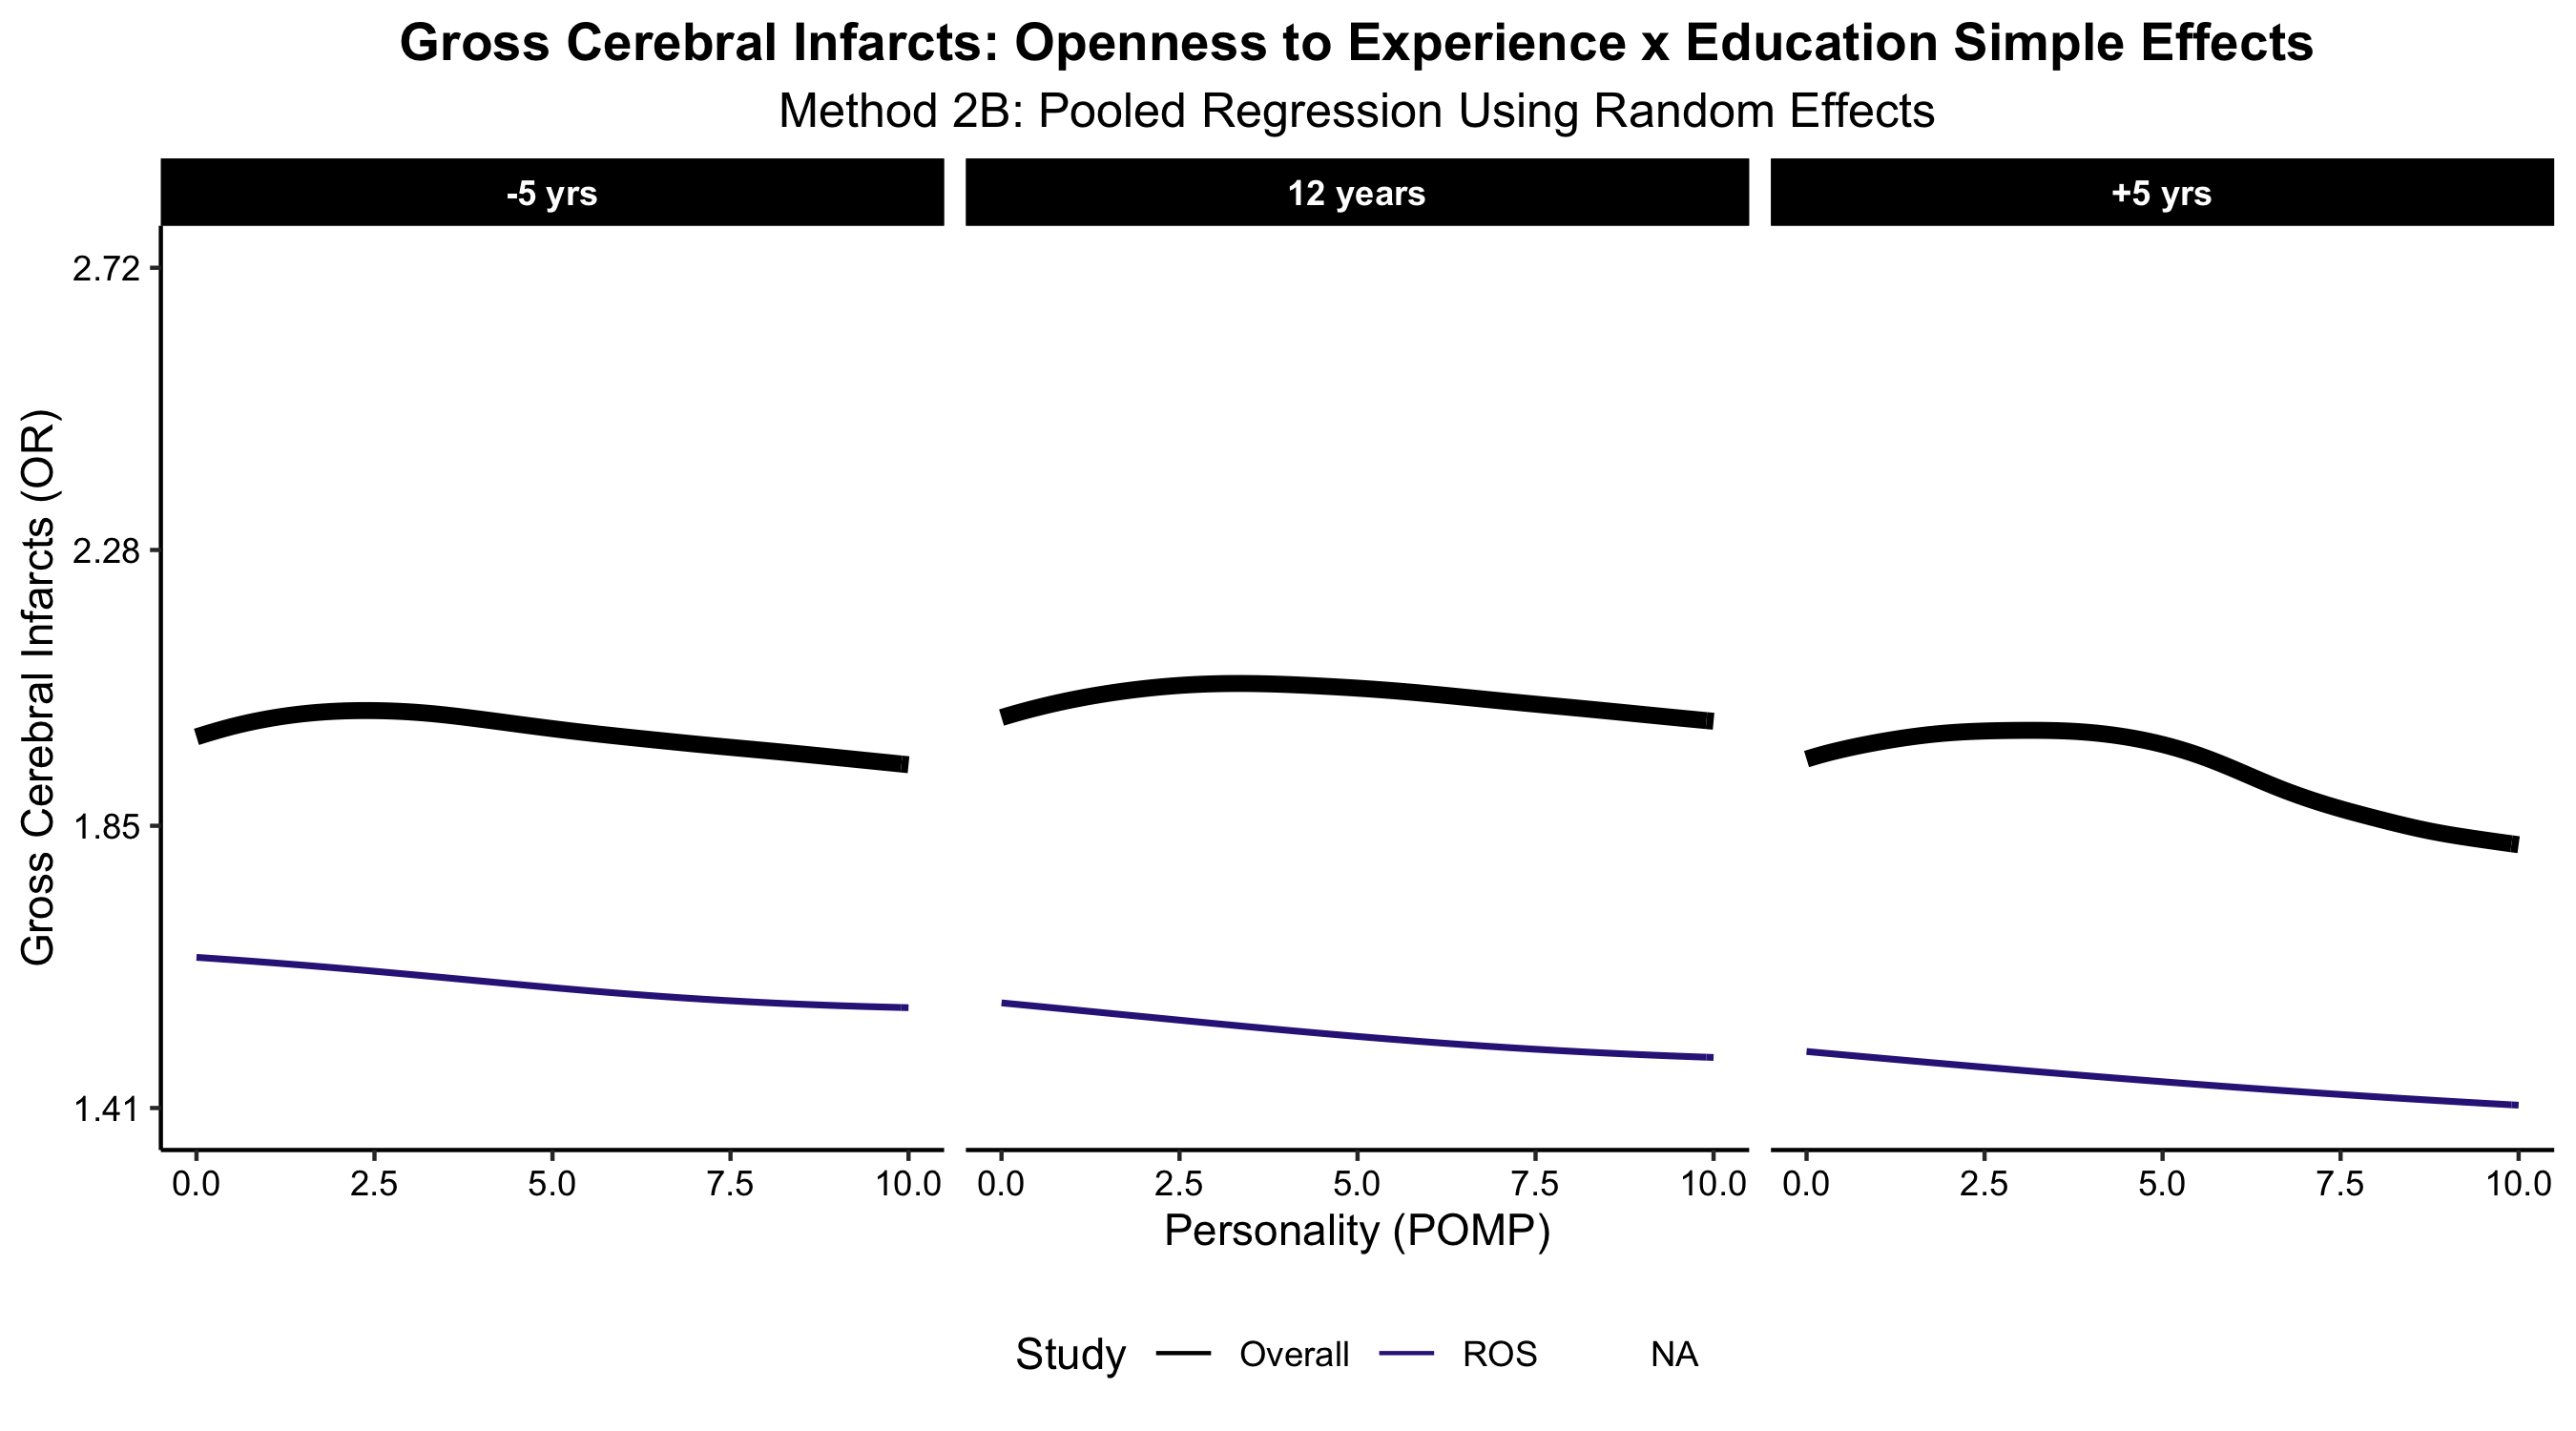 Gross Cerebral Infarcts: Openness to Experience x Education Simple Effects
Method 2B: Pooled Regression Using Random Effects
-5 yrs 12 years +5 yrs
Gross Cerebral Infarcts (OR)
2.72
2.28
1.85
1.41
0.0 2.5 5.0 7.5 10.0 0.0 2.5 5.0 7.5 10.0 0.0 2.5 5.0 7.5 10.0
Personality (POMP)
Study Overall ROS NA